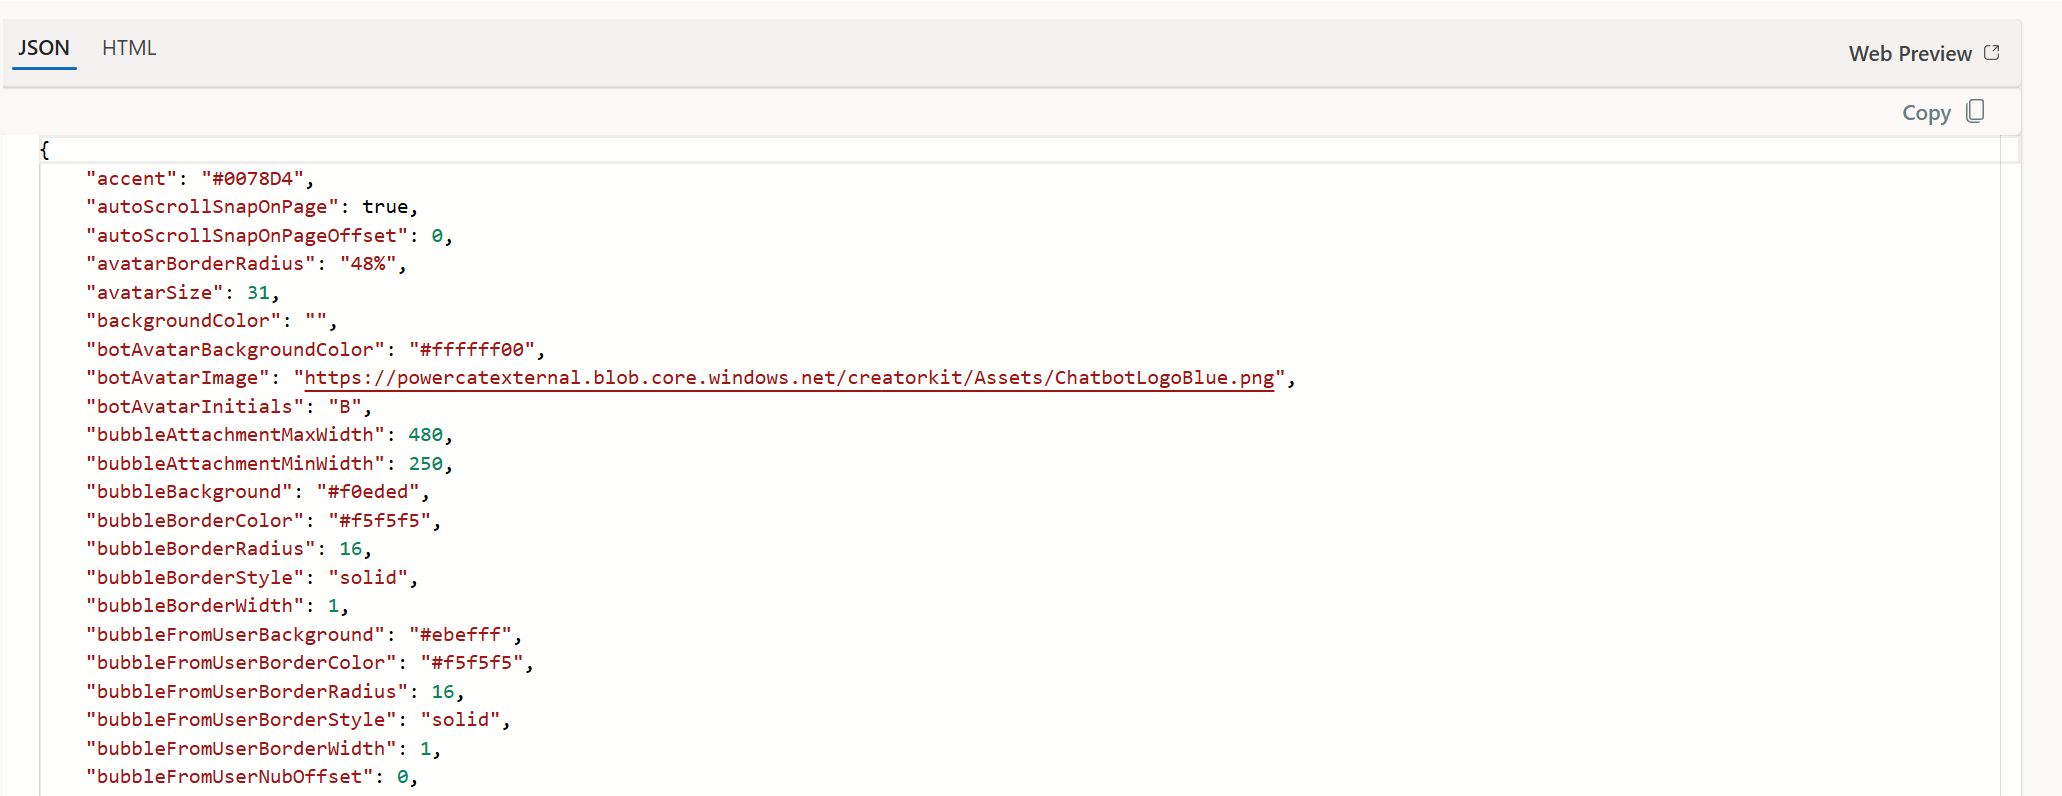 JSON HTML Web Preview
Copy
{
"accent": "#0078D4",
"autoScrollSnapOnPage": true,
"autoScrollSnapOnPageOffset": 0,
"avatarBorderRadius": "48%",
"avatarSize": 31,
"backgroundColor": "",
"botAvatarBackgroundColor": "#ffffff00",
"botAvatarImage": "https://powercatexternal.blob.core.windows.net/creatorkit/Assets/ChatbotLogoBlue.png",
"botAvatarInitials": "B",
"bubbleAttachmentMaxWidth": 480,
"bubbleAttachmentMinWidth": 250,
"bubbleBackground": "#f0eded",
"bubbleBorderColor": "#f5f5f5",
"bubbleBorderRadius": 16,
"bubbleBorderStyle": "solid",
"bubbleBorderWidth": 1,
"bubbleFromUserBackground": "#ebefff",
"bubbleFromUserBorderColor": "#f5f5f5",
"bubbleFromUserBorderRadius": 16,
"bubbleFromUserBorderStyle": "solid",
"bubbleFromUserBorderWidth": 1,
"bubbleFromUserNubOffset": 0,